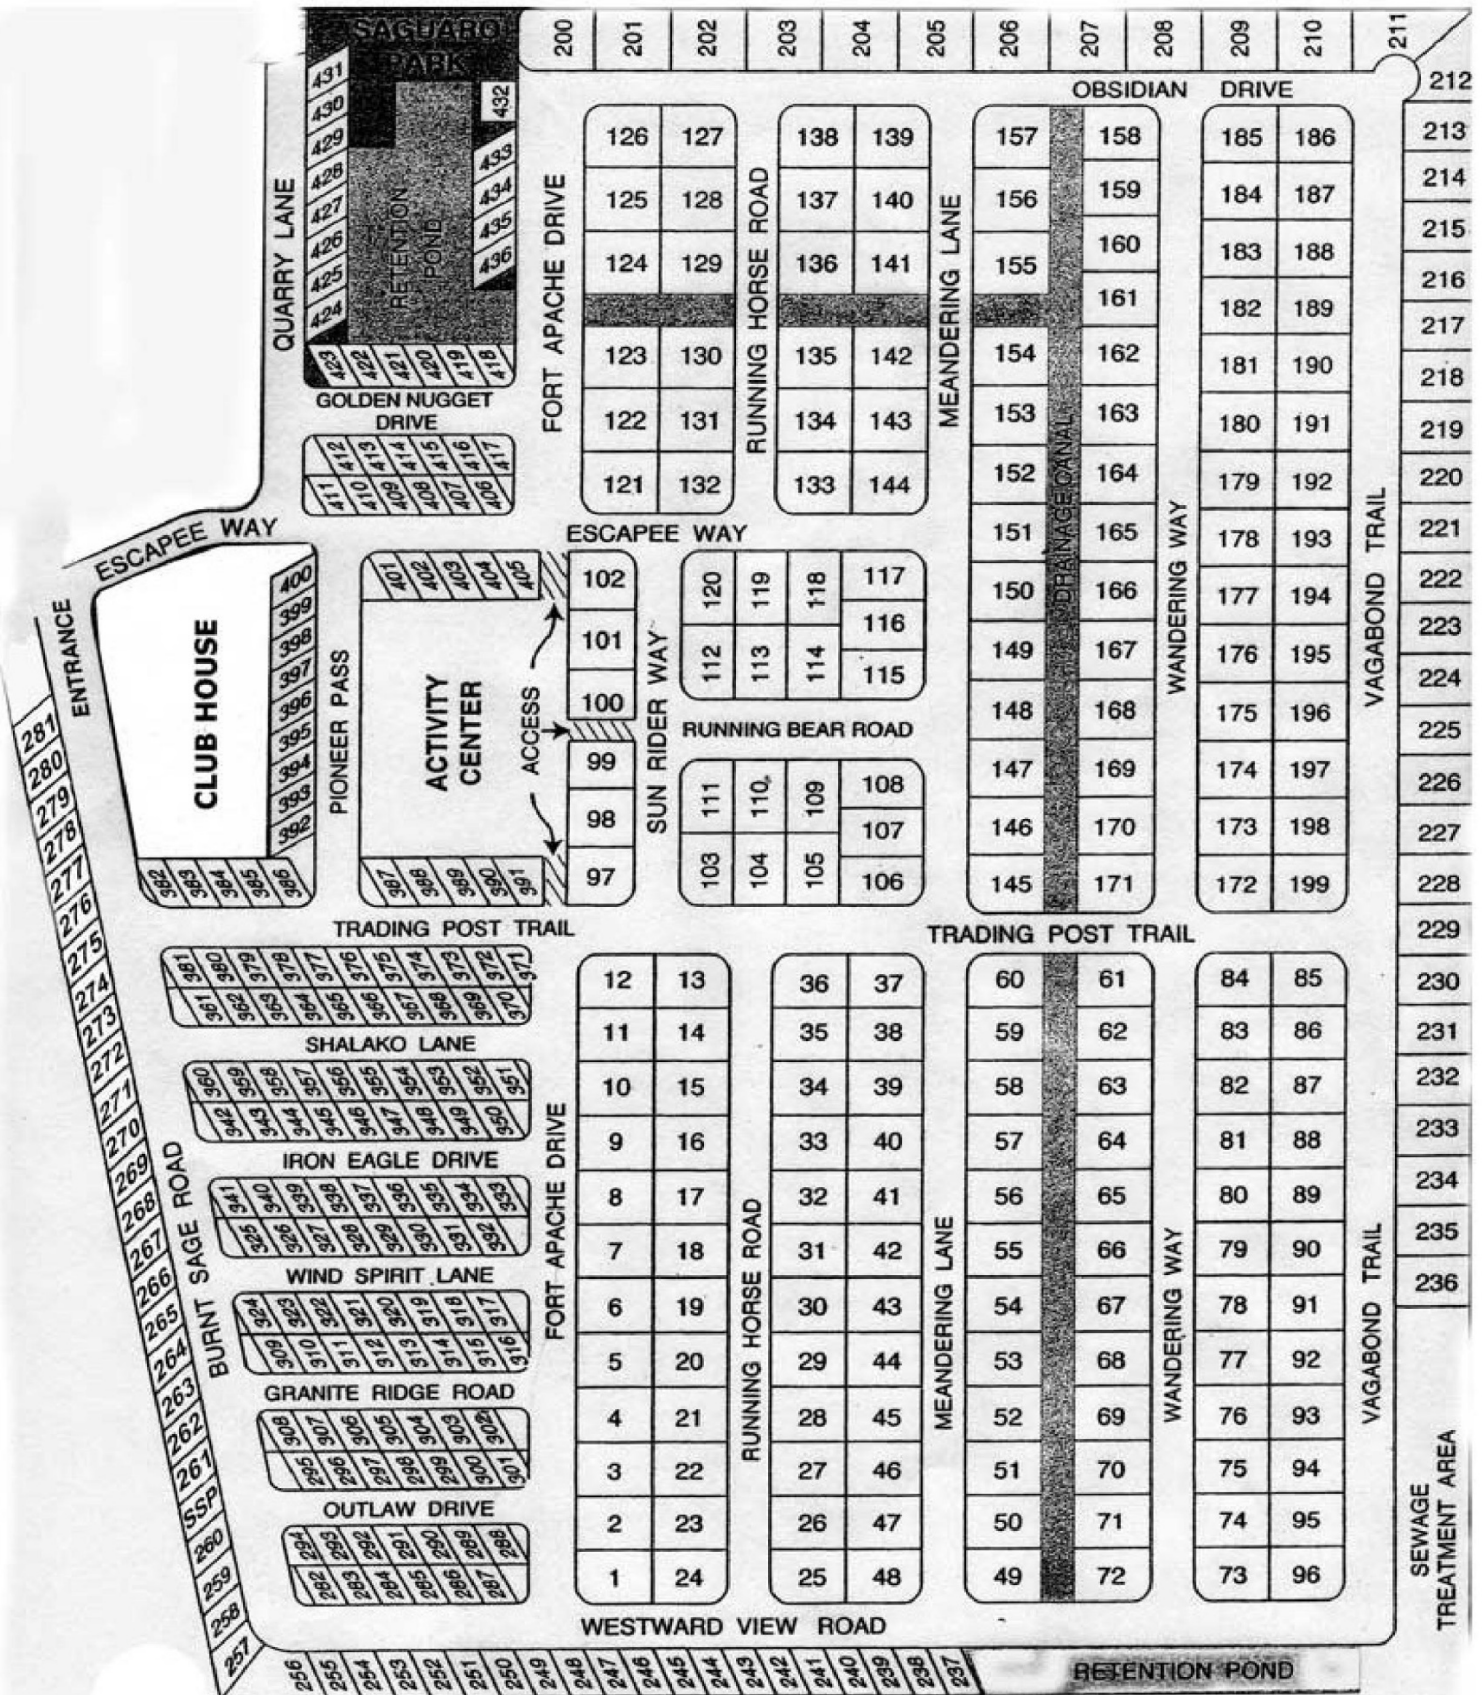 SAGUARO
PARK
200 201 202 203 204 205 206 207 208 209 210 211
212
OBSIDIAN DRIVE
431
430
429
428
427
426
425
424
432
433
434
435
436
RETENTION
POND
QUARRY LANE
423 422 421 420 419 418
GOLDEN NUGGET
DRIVE
412 413 414 415 416 417
411 410 409 408 407 406
FORT APACHE DRIVE
RUNNING HORSE ROAD
MEANDERING LANE
WANDERING WAY
VAGABOND TRAIL
126 127
125 128
124 129
123 130
122 131
121 132
138 139
137 140
136 141
135 142
134 143
133 144
157
156
155
154
153
152
151
150
149
148
147
146
145
DRANAGE CANAL
158
159
160
161
162
163
164
165
166
167
168
169
170
171
185 186
184 187
183 188
182 189
181 190
180 191
179 192
178 193
177 194
176 195
175 196
174 197
173 198
172 199
213
214
215
216
217
218
219
220
221
222
223
224
225
226
227
228
229
230
231
232
233
234
235
236
ESCAPEE WAY
ESCAPEE WAY
ENTRANCE
CLUB HOUSE
400
399
398
397
396
395
394
393
392
382 383 384 385 386
PIONEER PASS
401 402 403 404 405
ACTIVITY
CENTER
ACCESS
387 388 389 390 391
102
101
100
99
98
97
SUN RIDER WAY
120 119 118 117
116
112 113 114 115
RUNNING BEAR ROAD
111 110 109 108
107
103 104 105 106
TRADING POST TRAIL
TRADING POST TRAIL
281
280
279
278
277
276
275
274
273
272
271
270
269
268
267
266
265
264
263
262
261
SSP
260
259
258
257
BURNT SAGE ROAD
381 380 379 378 377 376 375 374 373 372 371
361 362 363 364 365 366 367 368 369 370
SHALAKO LANE
360 359 358 357 356 355 354 353 352 351
342 343 344 345 346 347 348 349 350
IRON EAGLE DRIVE
341 340 339 338 337 336 335 334 333
325 326 327 328 329 330 331 332
WIND SPIRIT LANE
324 323 322 321 320 319 318 317
309 310 311 312 313 314 315 316
GRANITE RIDGE ROAD
308 307 306 305 304 303 302
295 296 297 298 299 300 301
OUTLAW DRIVE
294 293 292 291 290 289 288
282 283 284 285 286 287
FORT APACHE DRIVE
12 13
11 14
10 15
9 16
8 17
7 18
6 19
5 20
4 21
3 22
2 23
1 24
RUNNING HORSE ROAD
36 37
35 38
34 39
33 40
32 41
31 42
30 43
29 44
28 45
27 46
26 47
25 48
MEANDERING LANE
60 61
59 62
58 63
57 64
56 65
55 66
54 67
53 68
52 69
51 70
50 71
49 72
WANDERING WAY
84 85
83 86
82 87
81 88
80 89
79 90
78 91
77 92
76 93
75 94
74 95
73 96
VAGABOND TRAIL
SEWAGE
TREATMENT AREA
WESTWARD VIEW ROAD
256 255 254 253 252 251 250 249 248 247 246 245 244 243 242 241 240 239 238 237
RETENTION POND